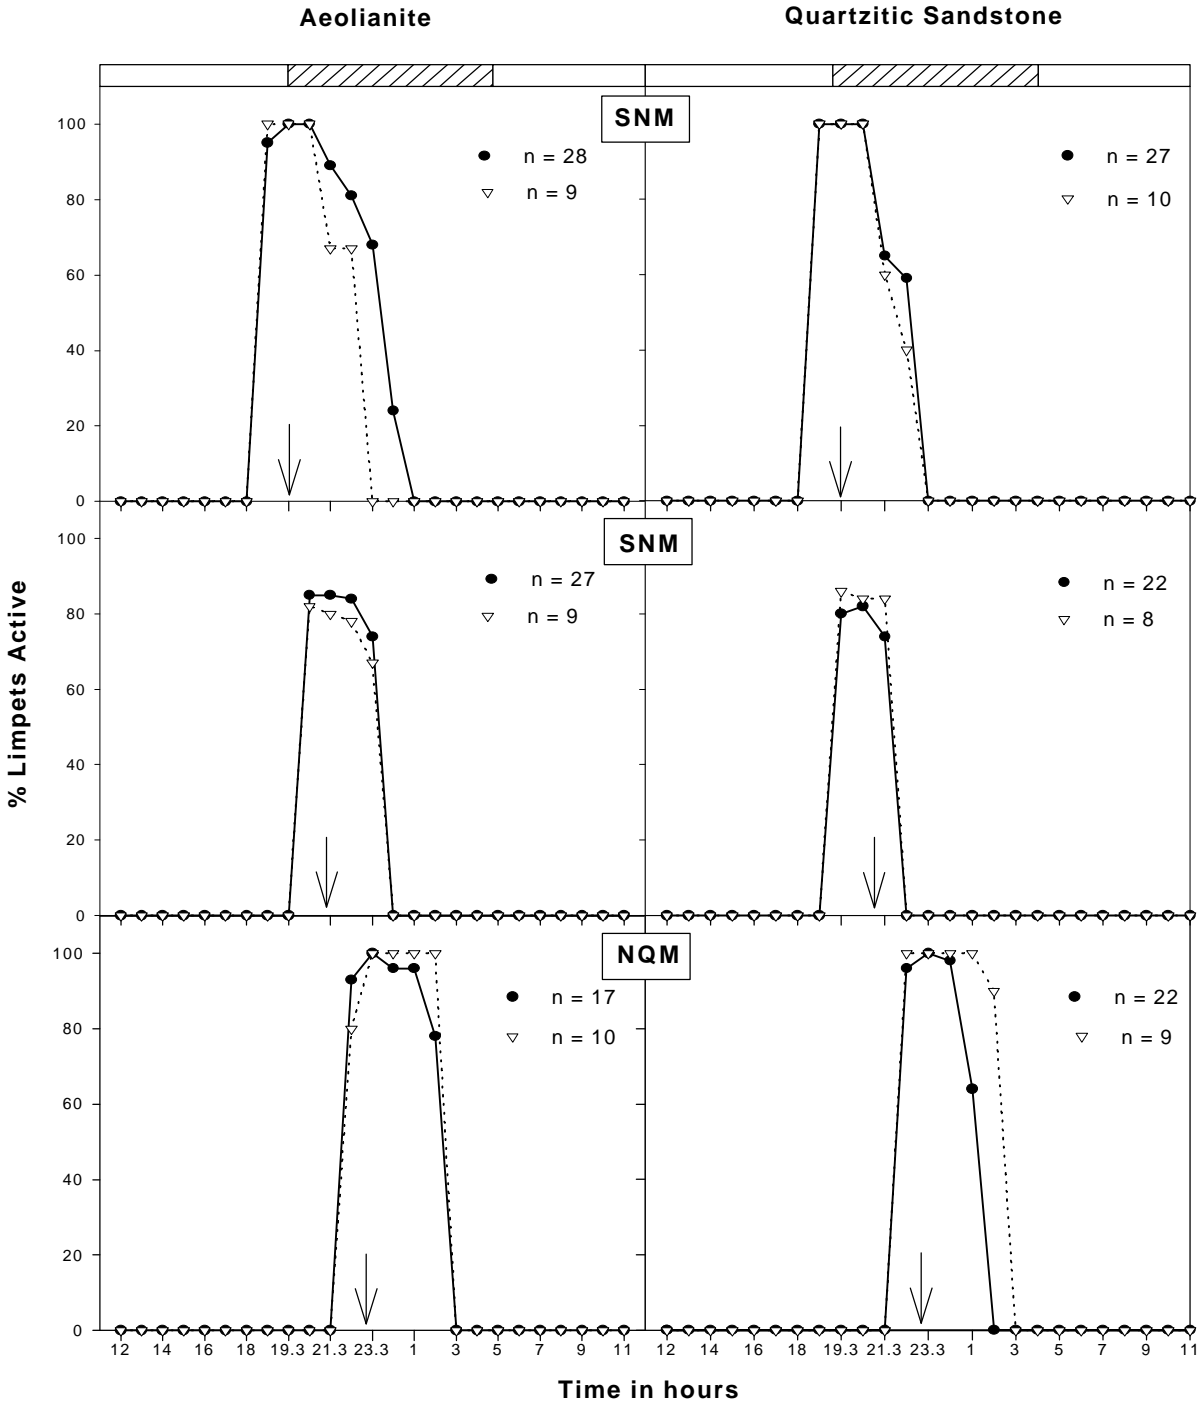 Aeolianite
Quartzitic Sandstone
SNM
100
80
60
40
20
0
n = 28
n = 9
n = 27
n = 10
SNM
100
80
60
40
20
0
n = 27
n = 9
n = 22
n = 8
% Limpets Active
NQM
100
80
60
40
20
0
n = 17
n = 10
n = 22
n = 9
12 14 16 18 19.3 21.3 23.3 1 3 5 7 9 11
12 14 16 18 19.3 21.3 23.3 1 3 5 7 9 11
Time in hours